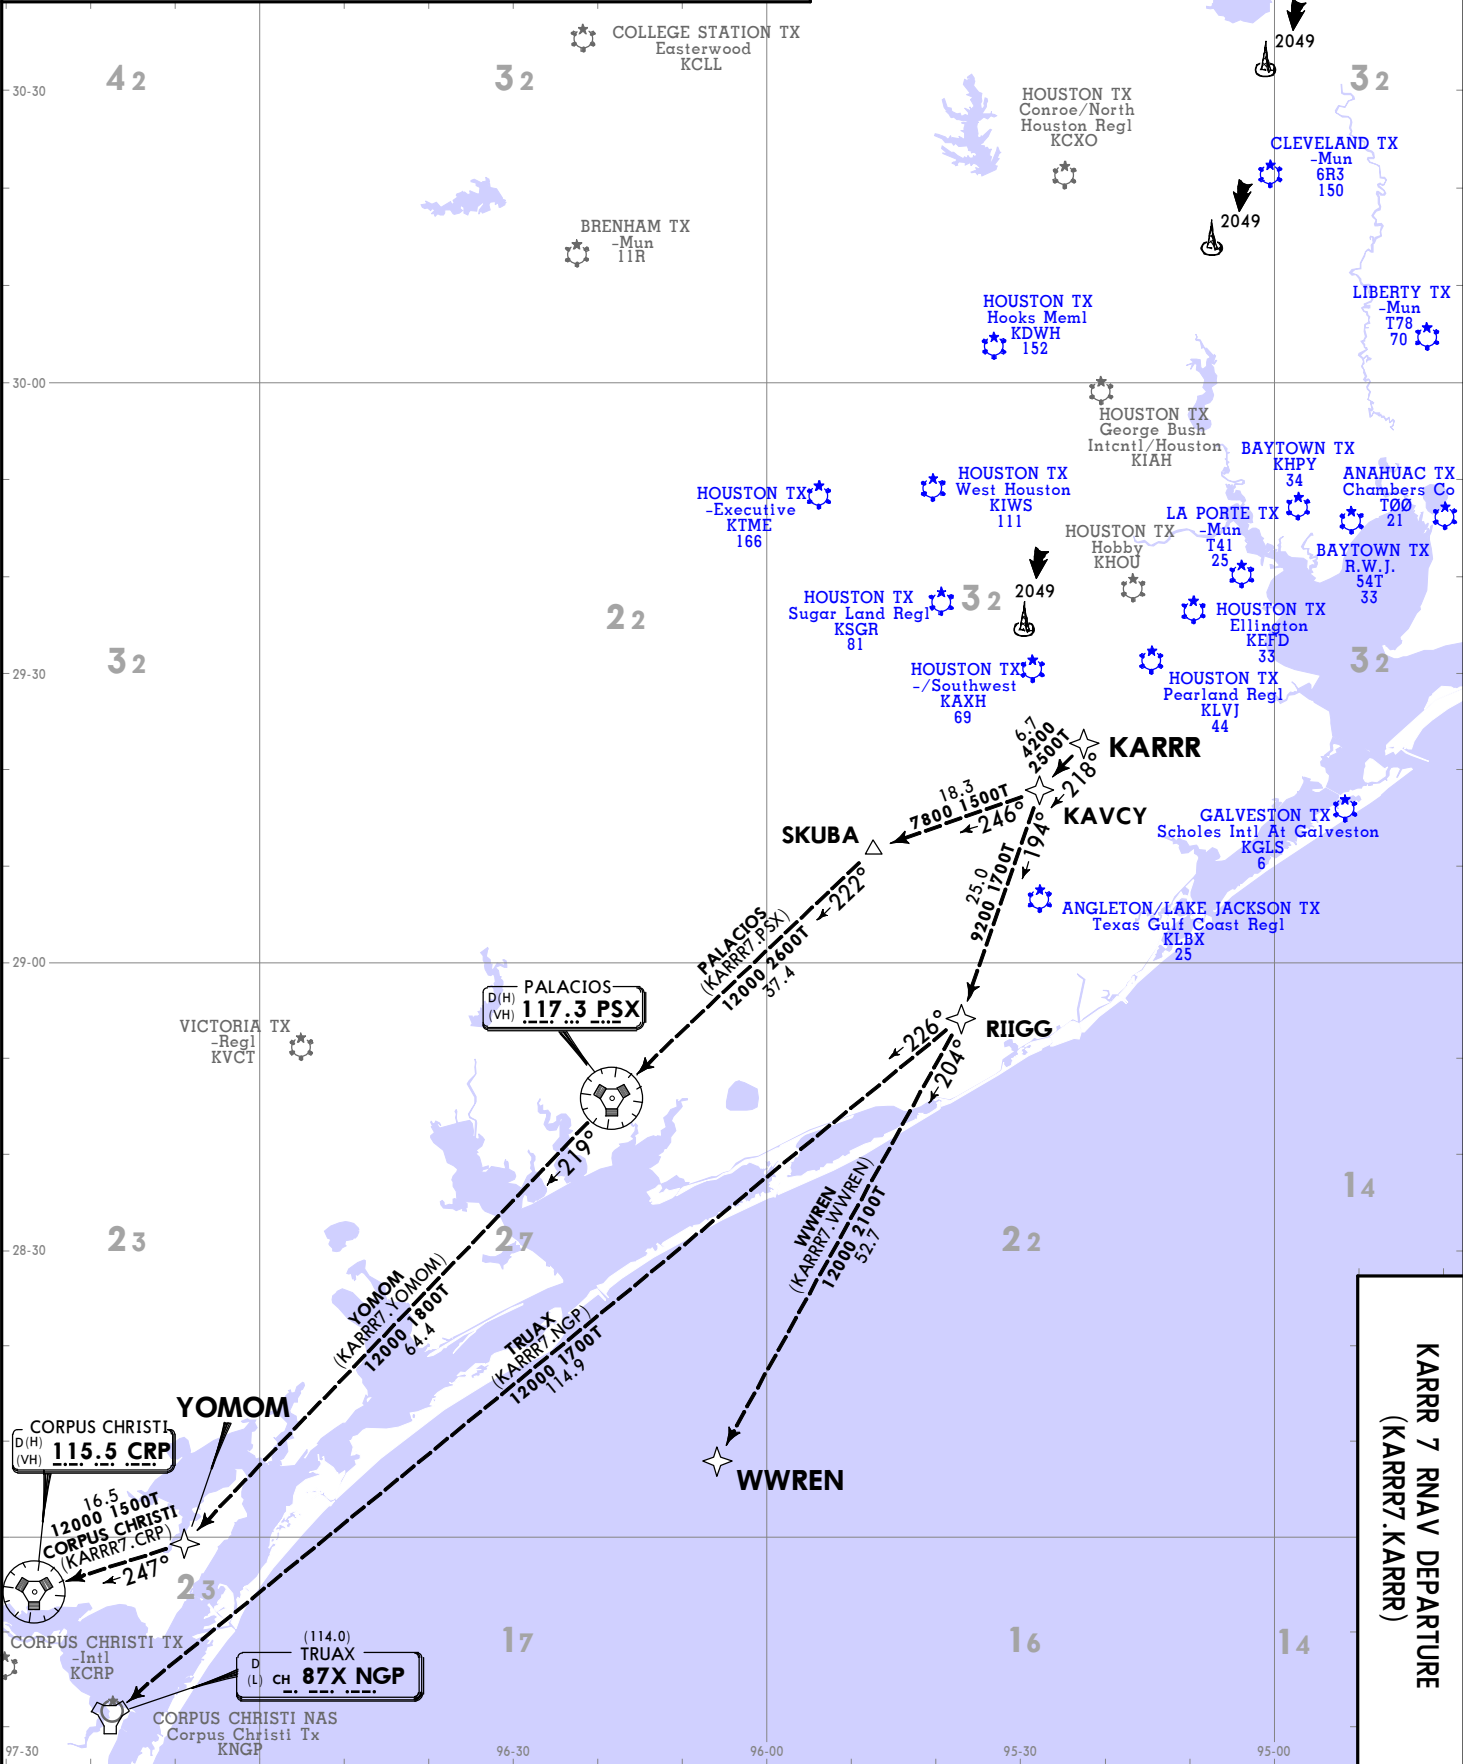 COLLEGE STATION TX
Easterwood
KCLL
2049
42
32
32
30-30
HOUSTON TX
Conroe/North
Houston Regl
KCXO
CLEVELAND TX
-Mun
6R3
150
2049
BRENHAM TX
-Mun
11R
LIBERTY TX
-Mun
T78
70
HOUSTON TX
Hooks Meml
KDWH
152
30-00
HOUSTON TX
George Bush
Intcntl/Houston
KIAH
BAYTOWN TX
KHPY
34
ANAHUAC TX
Chambers Co
TØØ
21
HOUSTON TX
West Houston
KIWS
111
HOUSTON TX
-Executive
KTME
166
LA PORTE TX
-Mun
T41
25
HOUSTON TX
Hobby
KHOU
BAYTOWN TX
R.W.J.
54T
33
2049
32
HOUSTON TX
Sugar Land Regl
KSGR
81
22
HOUSTON TX
Ellington
KEFD
33
32
32
29-30
HOUSTON TX
-/Southwest
KAXH
69
HOUSTON TX
Pearland Regl
KLVJ
44
6.7
4200
2500T
KARRR
218°
18.3
7800 1500T
246°
KAVCY
194°
SKUBA
GALVESTON TX
Scholes Intl At Galveston
KGLS
6
222°
25.0
9200 1700T
ANGLETON/LAKE JACKSON TX
Texas Gulf Coast Regl
KLBX
25
PALACIOS
(KARRR7.PSX)
12000 2600T
37.4
29-00
PALACIOS
D(H)
(VH)
117.3 PSX
VICTORIA TX
-Regl
KVCT
226°
RIIGG
204°
219°
14
WWREN
(KARRR7.WWREN)
12000 2100T
52.7
23
27
22
28-30
YOMOM
(KARRR7.YOMOM)
12000 1800T
64.4
TRUAX
(KARRR7.NGP)
12000 1700T
114.9
KARRR 7 RNAV DEPARTURE
(KARRR7.KARRR)
YOMOM
CORPUS CHRISTI
D(H)
(VH)
115.5 CRP
WWREN
16.5
12000 1500T
CORPUS CHRISTI
(KARRR7.CRP)
247°
23
CORPUS CHRISTI TX
-Intl
KCRP
17
16
14
(114.0)
TRUAX
D
(L)
CH 87X NGP
CORPUS CHRISTI NAS
Corpus Christi Tx
KNGP
97-30
96-30
96-00
95-30
95-00